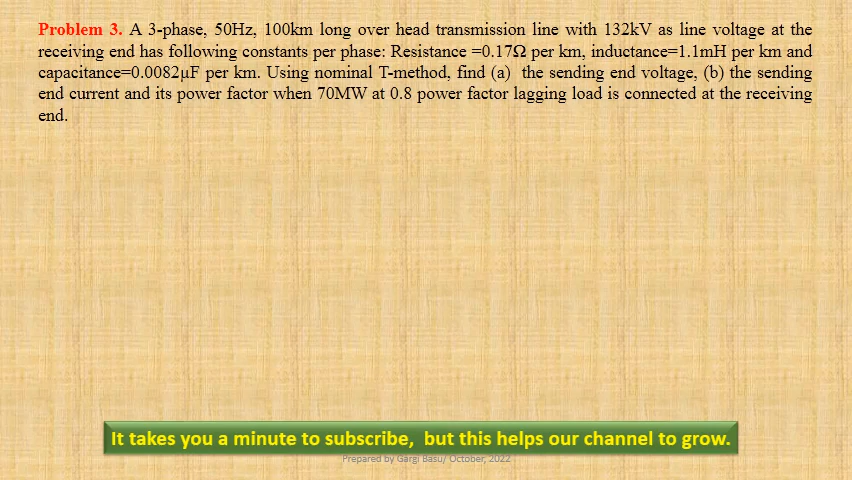 Problem 3. A 3-phase, 50Hz, 100km long over head transmission line with 132kV as line voltage at the
receiving end has following constants per phase: Resistance =0.17Ω per km, inductance=1.1mH per km and
capacitance=0.0082µF per km. Using nominal T-method, find (a) the sending end voltage, (b) the sending
end current and its power factor when 70MW at 0.8 power factor lagging load is connected at the receiving
end.
It takes you a minute to subscribe, but this helps our channel to grow.
Prepared by Gargi Basu/ October, 2022